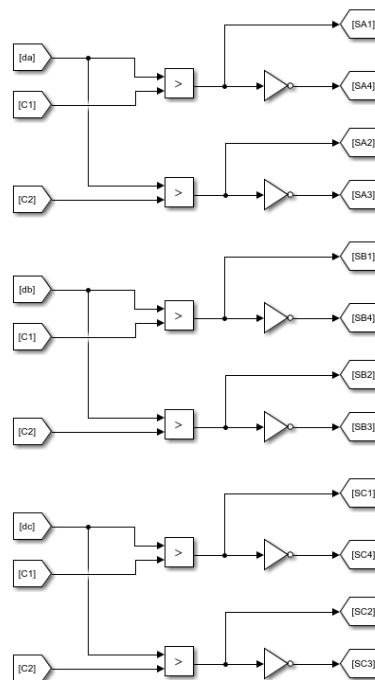 [SA1]
[da]
>
[C1]
[SA4]
[SA2]
[C2]
>
[SA3]
[SB1]
[db]
>
[C1]
[SB4]
[SB2]
[C2]
>
[SB3]
[SC1]
[dc]
>
[C1]
[SC4]
[SC2]
[C2]
>
[SC3]